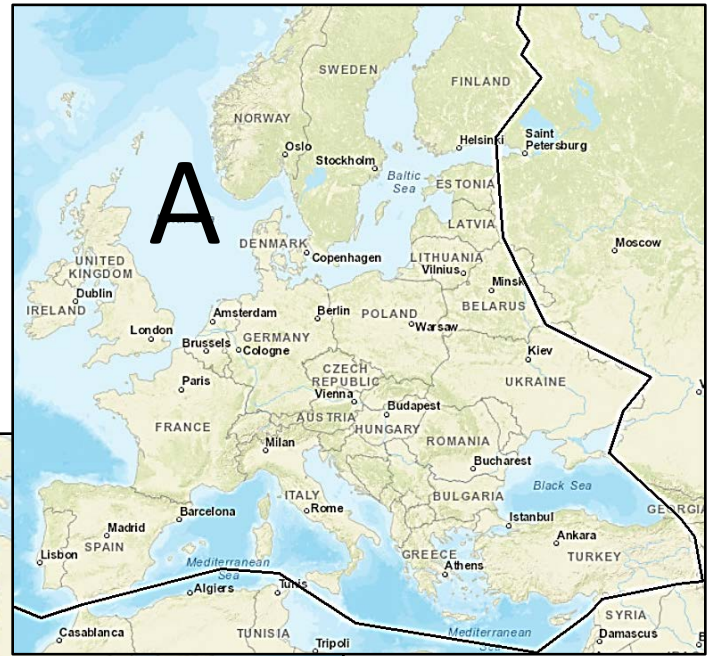 SWEDEN
FINLAND
NORWAY
Oslo
Helsinki
Saint
Petersburg
Stockholm
A
Baltic
Sea
ESTONIA
LATVIA
Moscow
DENMARK
Copenhagen
LITHUANIA
Vilnius
UNITED
KINGDOM
Dublin
IRELAND
Minsk
BELARUS
Amsterdam
Berlin
POLAND
Warsaw
London
Brussels
GERMANY
Cologne
Kiev
Paris
CZECH
REPUBLIC
Vienna
UKRAINE
Budapest
AUSTRIA
HUNGARY
FRANCE
Milan
ROMANIA
Bucharest
Black Sea
ITALY
Rome
BULGARIA
Barcelona
GEORGIA
Istanbul
Madrid
SPAIN
Ankara
TURKEY
Lisbon
GREECE
Athens
Mediterranean
Sea
Algiers
Tunis
SYRIA
Damascus
Casablanca
TUNISIA
Tripoli
Mediterranean
Sea